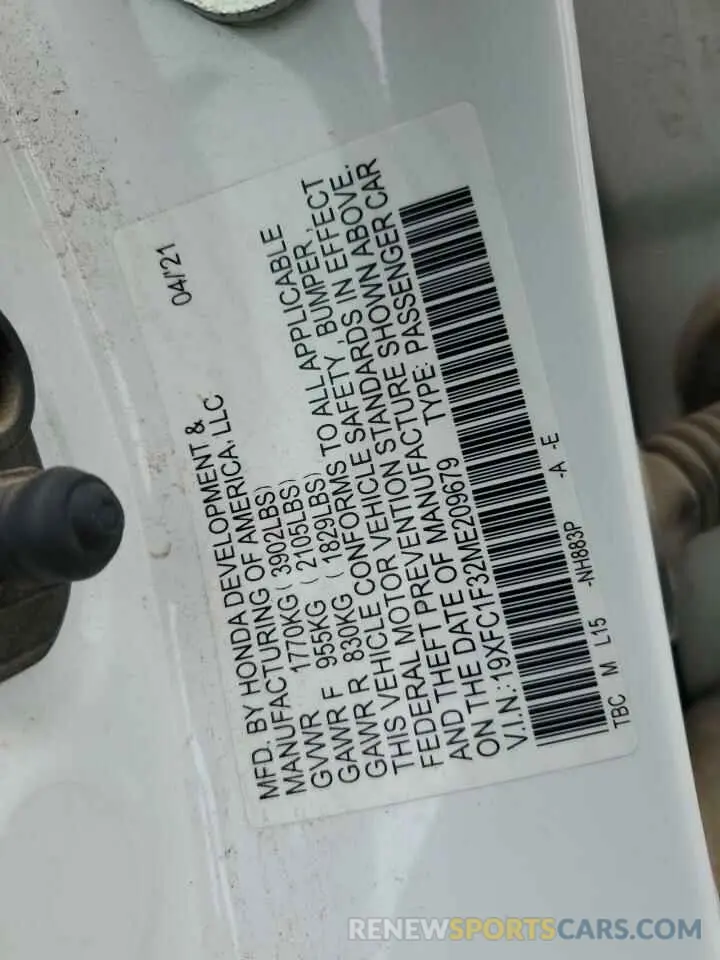 MFD. BY HONDA DEVELOPMENT &
MANUFACTURING OF AMERICA, LLC 04/'21
GVWR 1770KG ( 3902LBS)
GAWR F 955KG ( 2105LBS)
GAWR R 830KG ( 1829LBS)
THIS VEHICLE CONFORMS TO ALL APPLICABLE
FEDERAL MOTOR VEHICLE SAFETY, BUMPER,
AND THEFT PREVENTION STANDARDS IN EFFECT
ON THE DATE OF MANUFACTURE SHOWN ABOVE.
V.I.N.:19XFC1F32ME209679 TYPE: PASSENGER CAR
TBC M L15 -NH883P -A -E
RENEWSPORTSCARS.COM